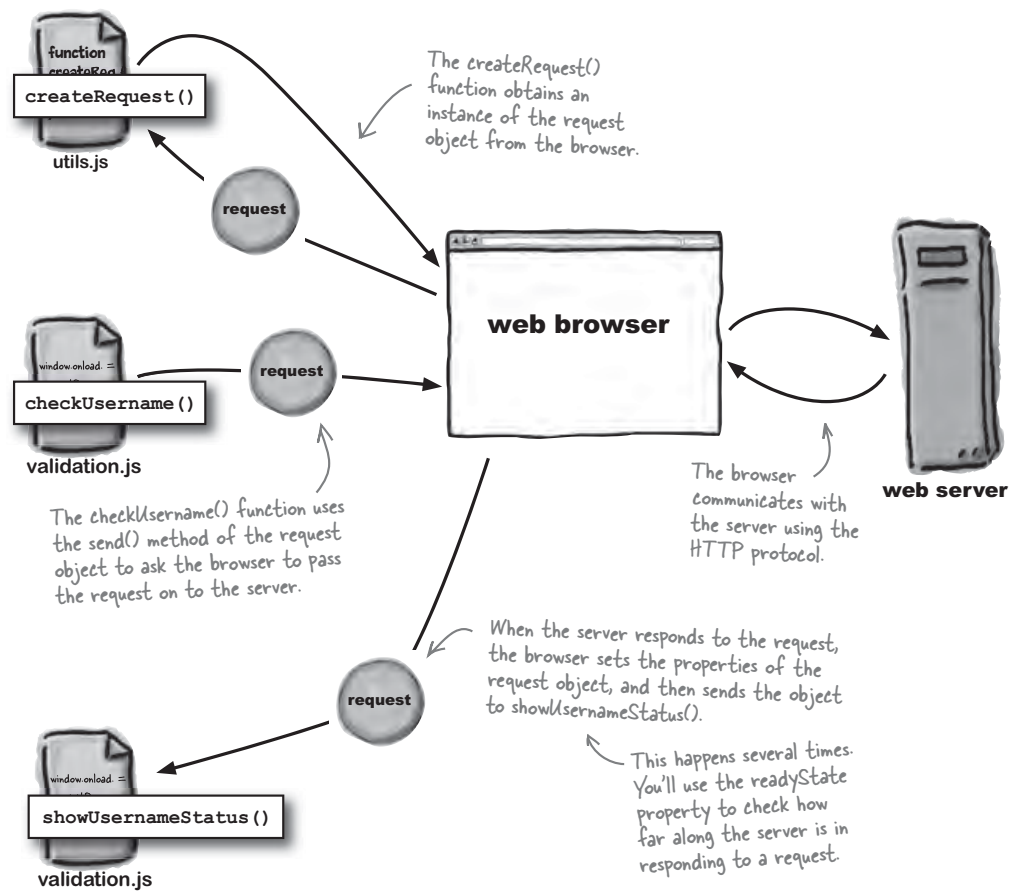 function
createReq
createRequest()
utils.js
The createRequest()
function obtains an
instance of the request
object from the browser.
request
web browser
window.onload. =
checkUsername()
validation.js
request
The checkUsername() function uses
the send() method of the request
object to ask the browser to pass
the request on to the server.
web server
The browser
communicates with
the server using the
HTTP protocol.
When the server responds to the request,
the browser sets the properties of the
request object, and then sends the object
to showUsernameStatus().
request
This happens several times.
You'll use the readyState
property to check how
far along the server is in
responding to a request.
window.onload. =
showUsernameStatus()
validation.js